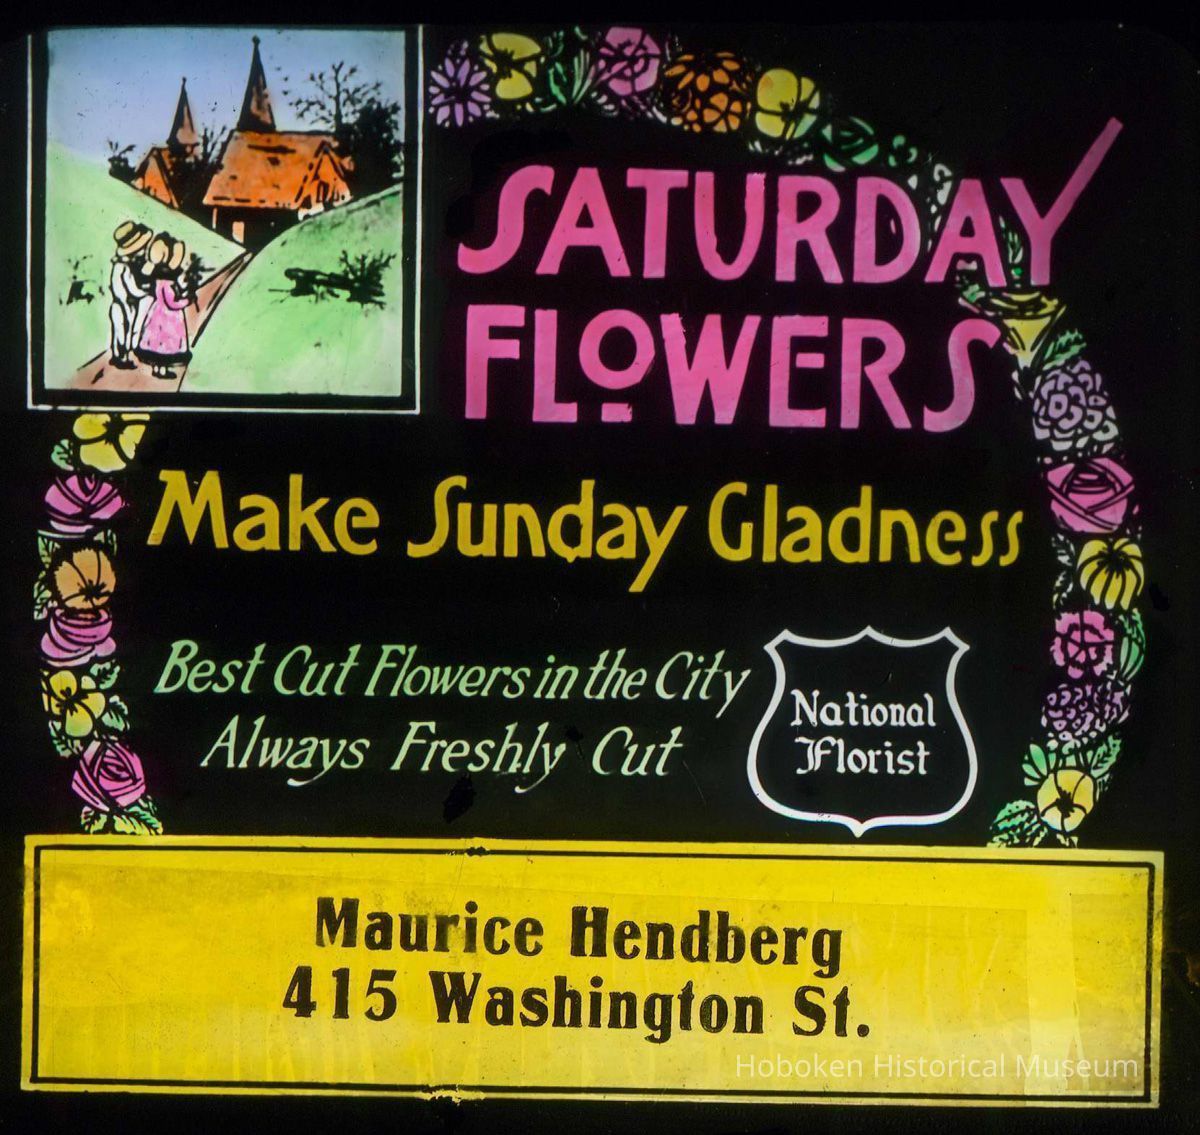 SATURDAY
FLOWERS
Make Sunday Gladness
Best Cut Flowers in the City
Always Freshly Cut
National
Florist
Maurice Hendberg
415 Washington St.
Hoboken Historical Museum